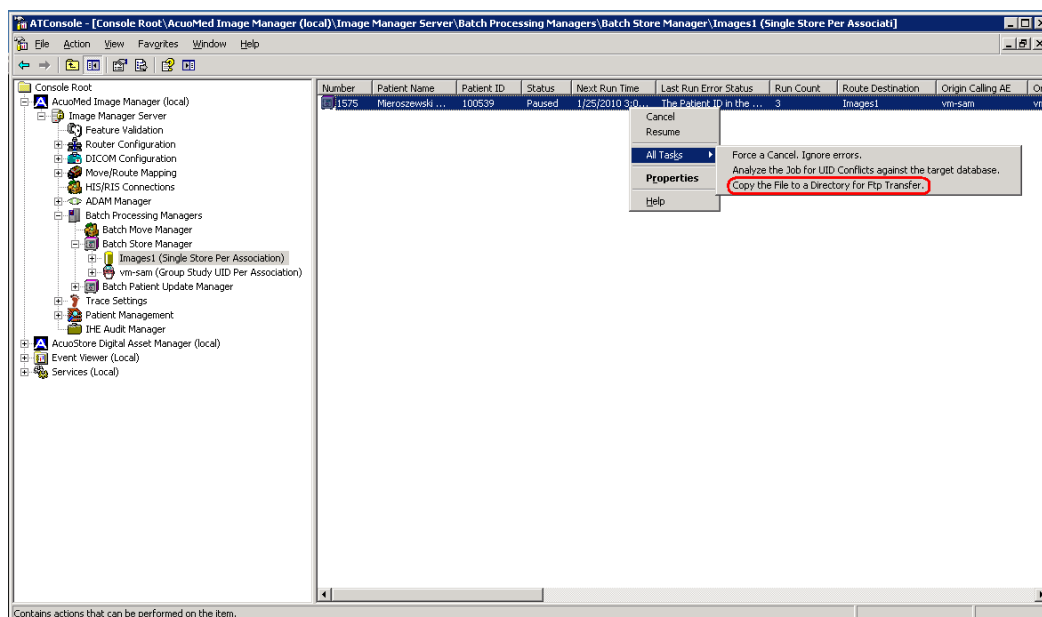 ATConsole - [Console Root\AcuoMed Image Manager (local)\Image Manager Server\Batch Processing Managers\Batch Store Manager\Images1 (Single Store Per Associati]
File Action View Favorites Window Help
Console Root
AcuoMed Image Manager (local)
Image Manager Server
Feature Validation
Router Configuration
DICOM Configuration
Move/Route Mapping
HIS/RIS Connections
ADAM Manager
Batch Processing Managers
Batch Move Manager
Batch Store Manager
Images1 (Single Store Per Association)
vm-sam (Group Study UID Per Association)
Batch Patient Update Manager
Trace Settings
Patient Management
IHE Audit Manager
AcuoStore Digital Asset Manager (local)
Event Viewer (Local)
Services (Local)
Number Patient Name Patient ID Status Next Run Time Last Run Error Status Run Count Route Destination Origin Calling AE
1575 Mieroszewski ... 100539 Paused 1/25/2010 3:0... The Patient ID in the ... 3 Images1 vm-sam
Cancel
Resume
All Tasks
Properties
Help
Force a Cancel. Ignore errors.
Analyze the Job for UID Conflicts against the target database.
Copy the File to a Directory for Ftp Transfer.
Contains actions that can be performed on the item.